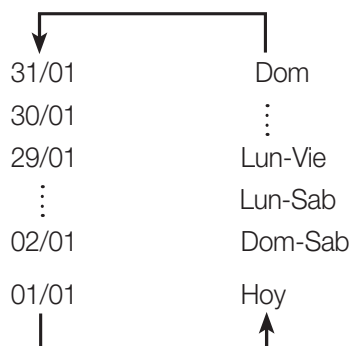 31/01 Dom
30/01 ⋮
29/01 Lun-Vie
⋮ Lun-Sab
02/01 Dom-Sab
01/01 Hoy